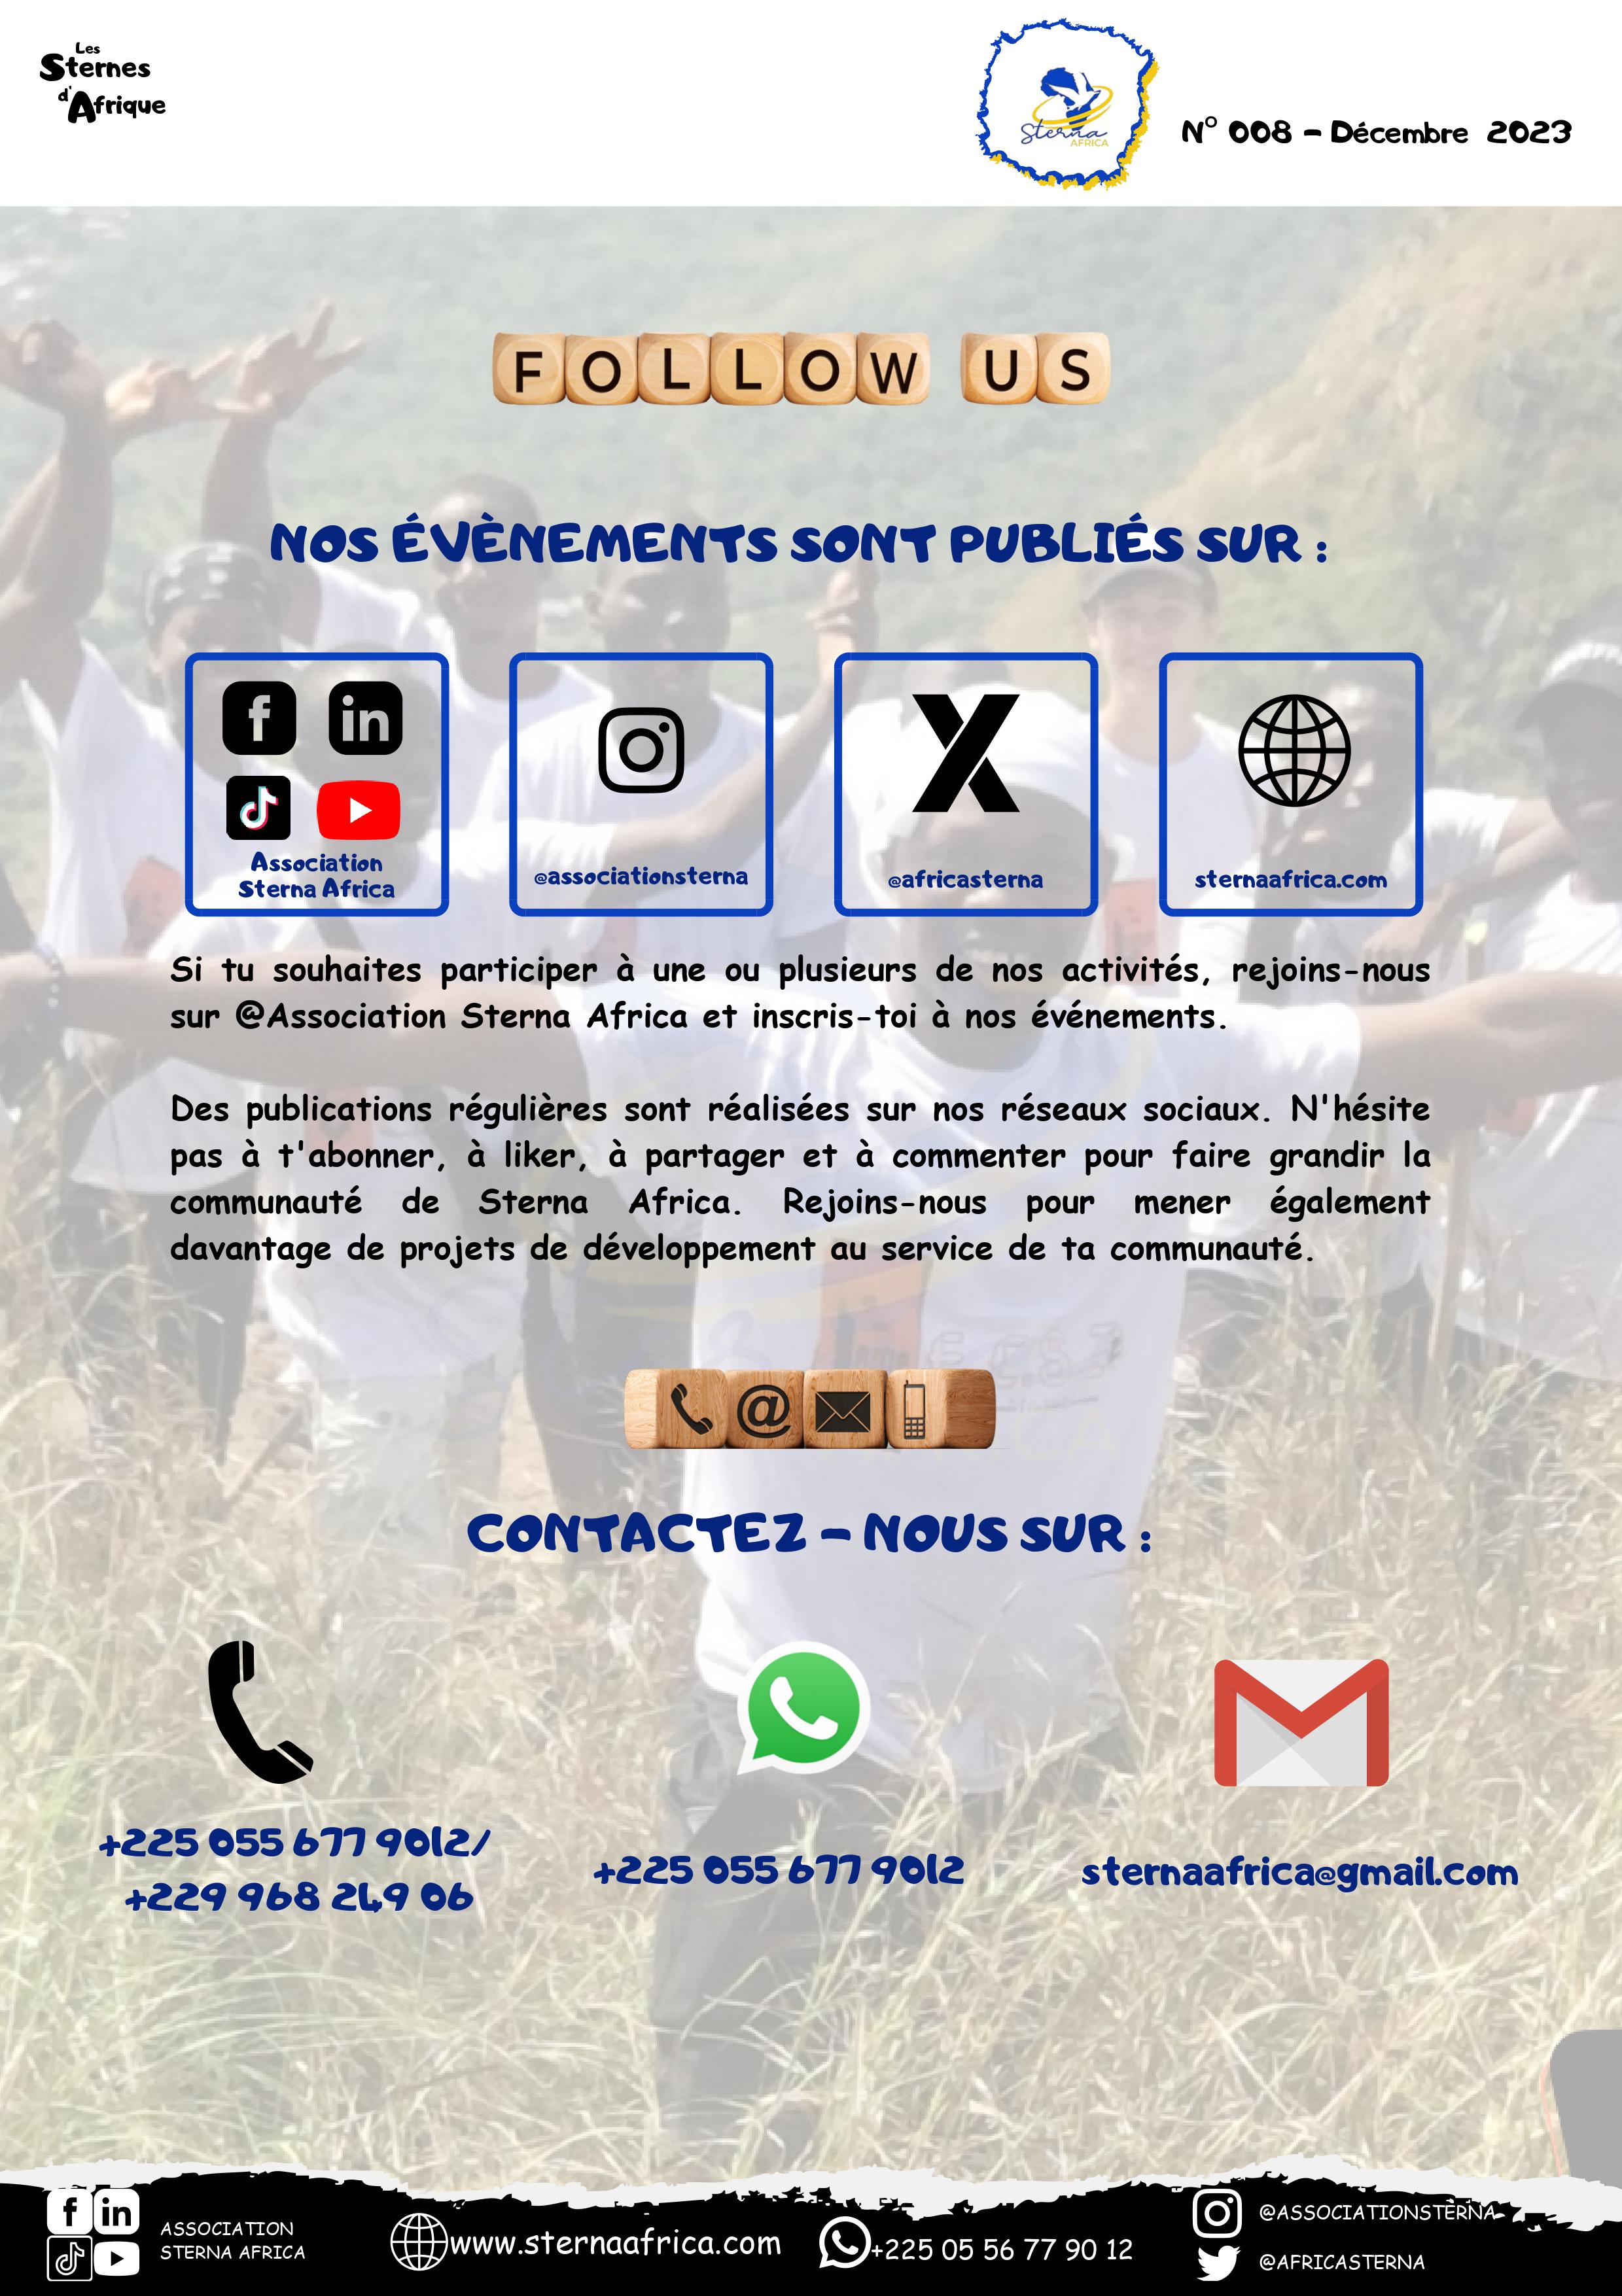 Les
Sternes
d'Afrique
Sterna
AFRICA
N° 008 - Décembre 2023
FOLLOW US
NOS ÉVÈNEMENTS SONT PUBLIÉS SUR :
Association
Sterna Africa
@associationsterna
@africasterna
sternaafrica.com
Si tu souhaites participer à une ou plusieurs de nos activités, rejoins-nous
sur @Association Sterna Africa et inscris-toi à nos événements.
Des publications régulières sont réalisées sur nos réseaux sociaux. N'hésite
pas à t'abonner, à liker, à partager et à commenter pour faire grandir la
communauté de Sterna Africa. Rejoins-nous pour mener également
davantage de projets de développement au service de ta communauté.
CONTACTEZ - NOUS SUR :
+225 055 677 9012/
+229 968 249 06
+225 055 677 9012
sternaafrica@gmail.com
ASSOCIATION
STERNA AFRICA
www.sternaafrica.com
+225 05 56 77 90 12
@ASSOCIATIONSTERNA
@AFRICASTERNA